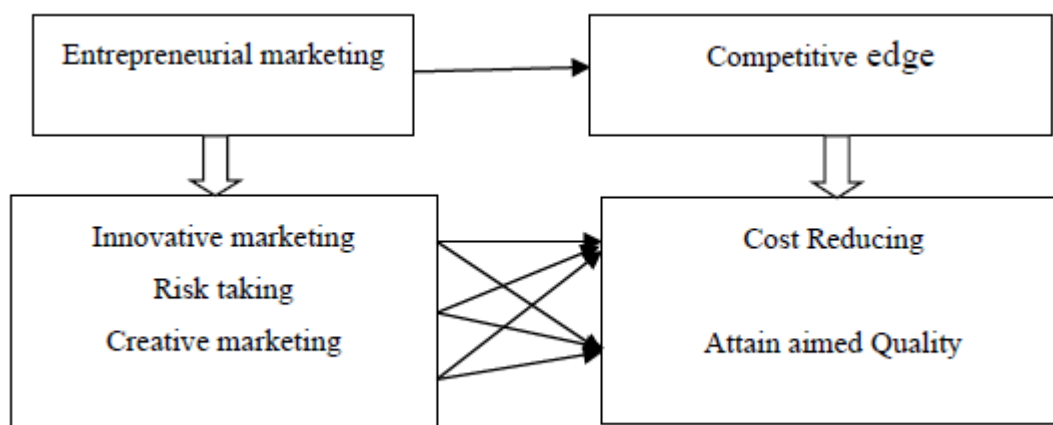 Entrepreneurial marketing
Competitive edge
Innovative marketing
Risk taking
Creative marketing
Cost Reducing
Attain aimed Quality